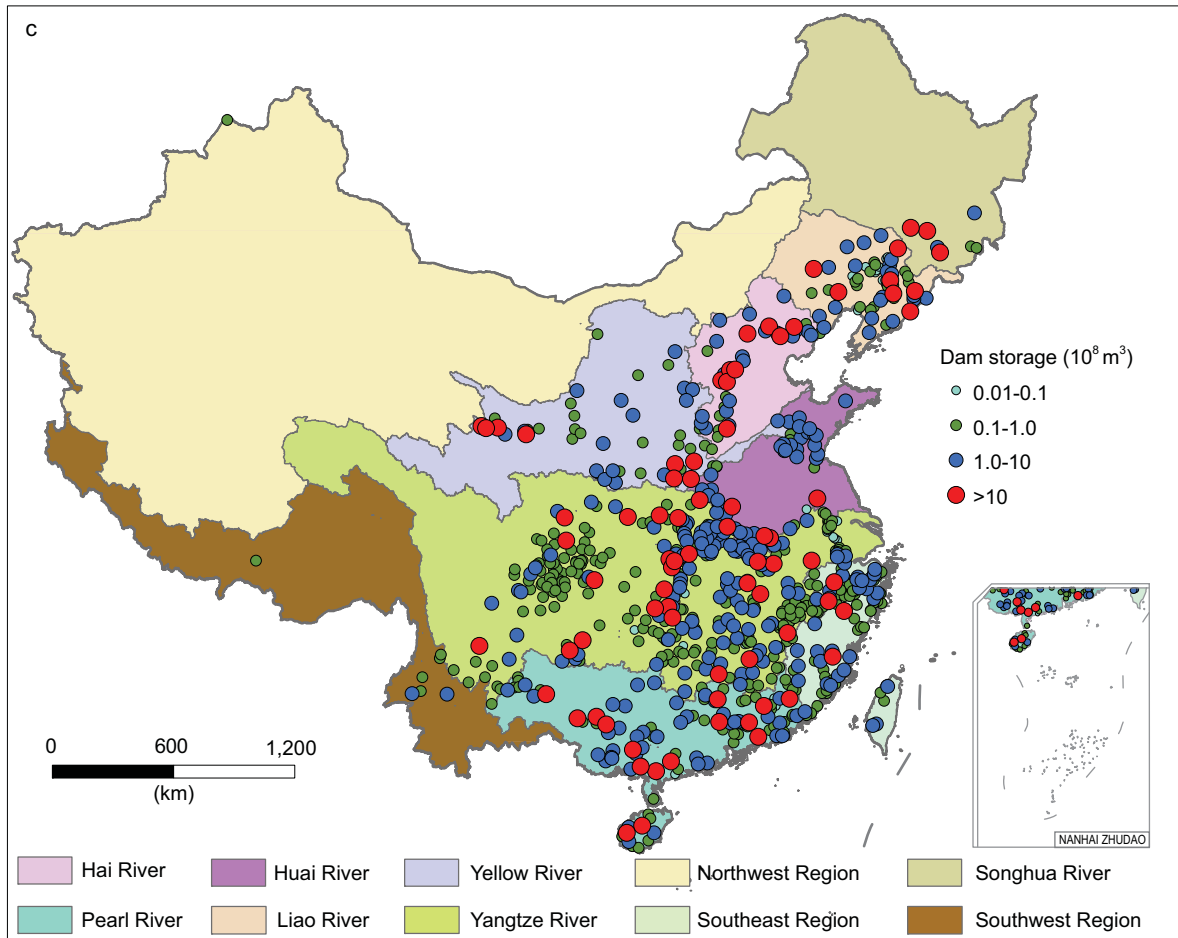 c
Dam storage (10⁸ m³)
0.01-0.1
0.1-1.0
1.0-10
>10
0 600 1,200
(km)
NANHAI ZHUDAO
Hai River Huai River Yellow River Northwest Region Songhua River
Pearl River Liao River Yangtze River Southeast Region Southwest Region